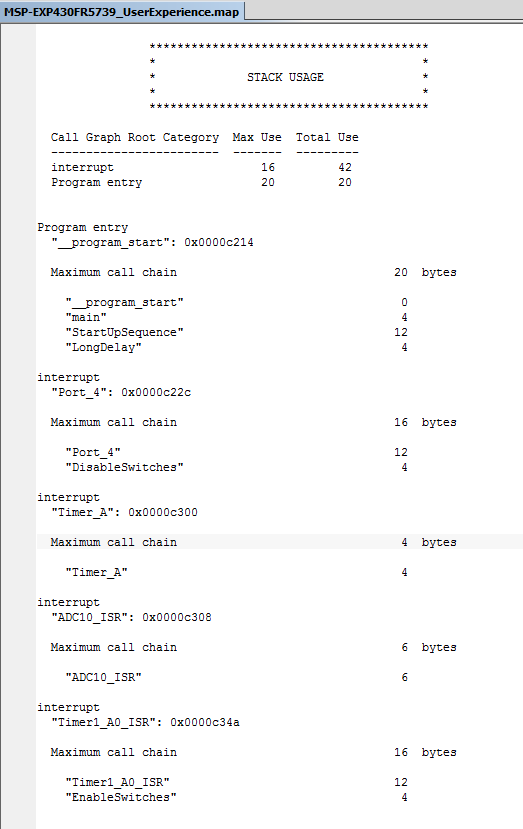 MSP-EXP430FR5739_UserExperience.map
****************************************
*                                      *
*             STACK USAGE              *
*                                      *
****************************************
Call Graph Root Category  Max Use  Total Use
------------------------  -------  ---------
interrupt                     16         42
Program entry                 20         20
Program entry
"__program_start": 0x0000c214
Maximum call chain                               20  bytes
"__program_start"                               0
"main"                                          4
"StartUpSequence"                              12
"LongDelay"                                     4
interrupt
"Port_4": 0x0000c22c
Maximum call chain                               16  bytes
"Port_4"                                       12
"DisableSwitches"                               4
interrupt
"Timer_A": 0x0000c300
Maximum call chain                                4  bytes
"Timer_A"                                       4
interrupt
"ADC10_ISR": 0x0000c308
Maximum call chain                                6  bytes
"ADC10_ISR"                                     6
interrupt
"Timer1_A0_ISR": 0x0000c34a
Maximum call chain                               16  bytes
"Timer1_A0_ISR"                                12
"EnableSwitches"                                4